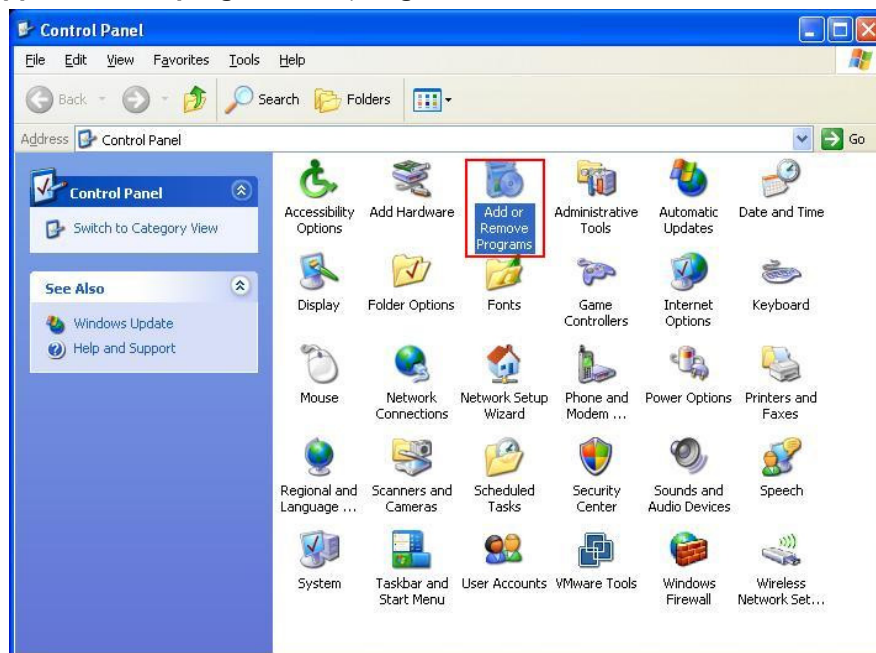 Control Panel
File Edit View Favorites Tools Help
Back Search Folders
Address Control Panel Go
Control Panel
Switch to Category View
See Also
Windows Update
Help and Support
Accessibility Options
Add Hardware
Add or Remove Programs
Administrative Tools
Automatic Updates
Date and Time
Display
Folder Options
Fonts
Game Controllers
Internet Options
Keyboard
Mouse
Network Connections
Network Setup Wizard
Phone and Modem ...
Power Options
Printers and Faxes
Regional and Language ...
Scanners and Cameras
Scheduled Tasks
Security Center
Sounds and Audio Devices
Speech
System
Taskbar and Start Menu
User Accounts
VMware Tools
Windows Firewall
Wireless Network Set...